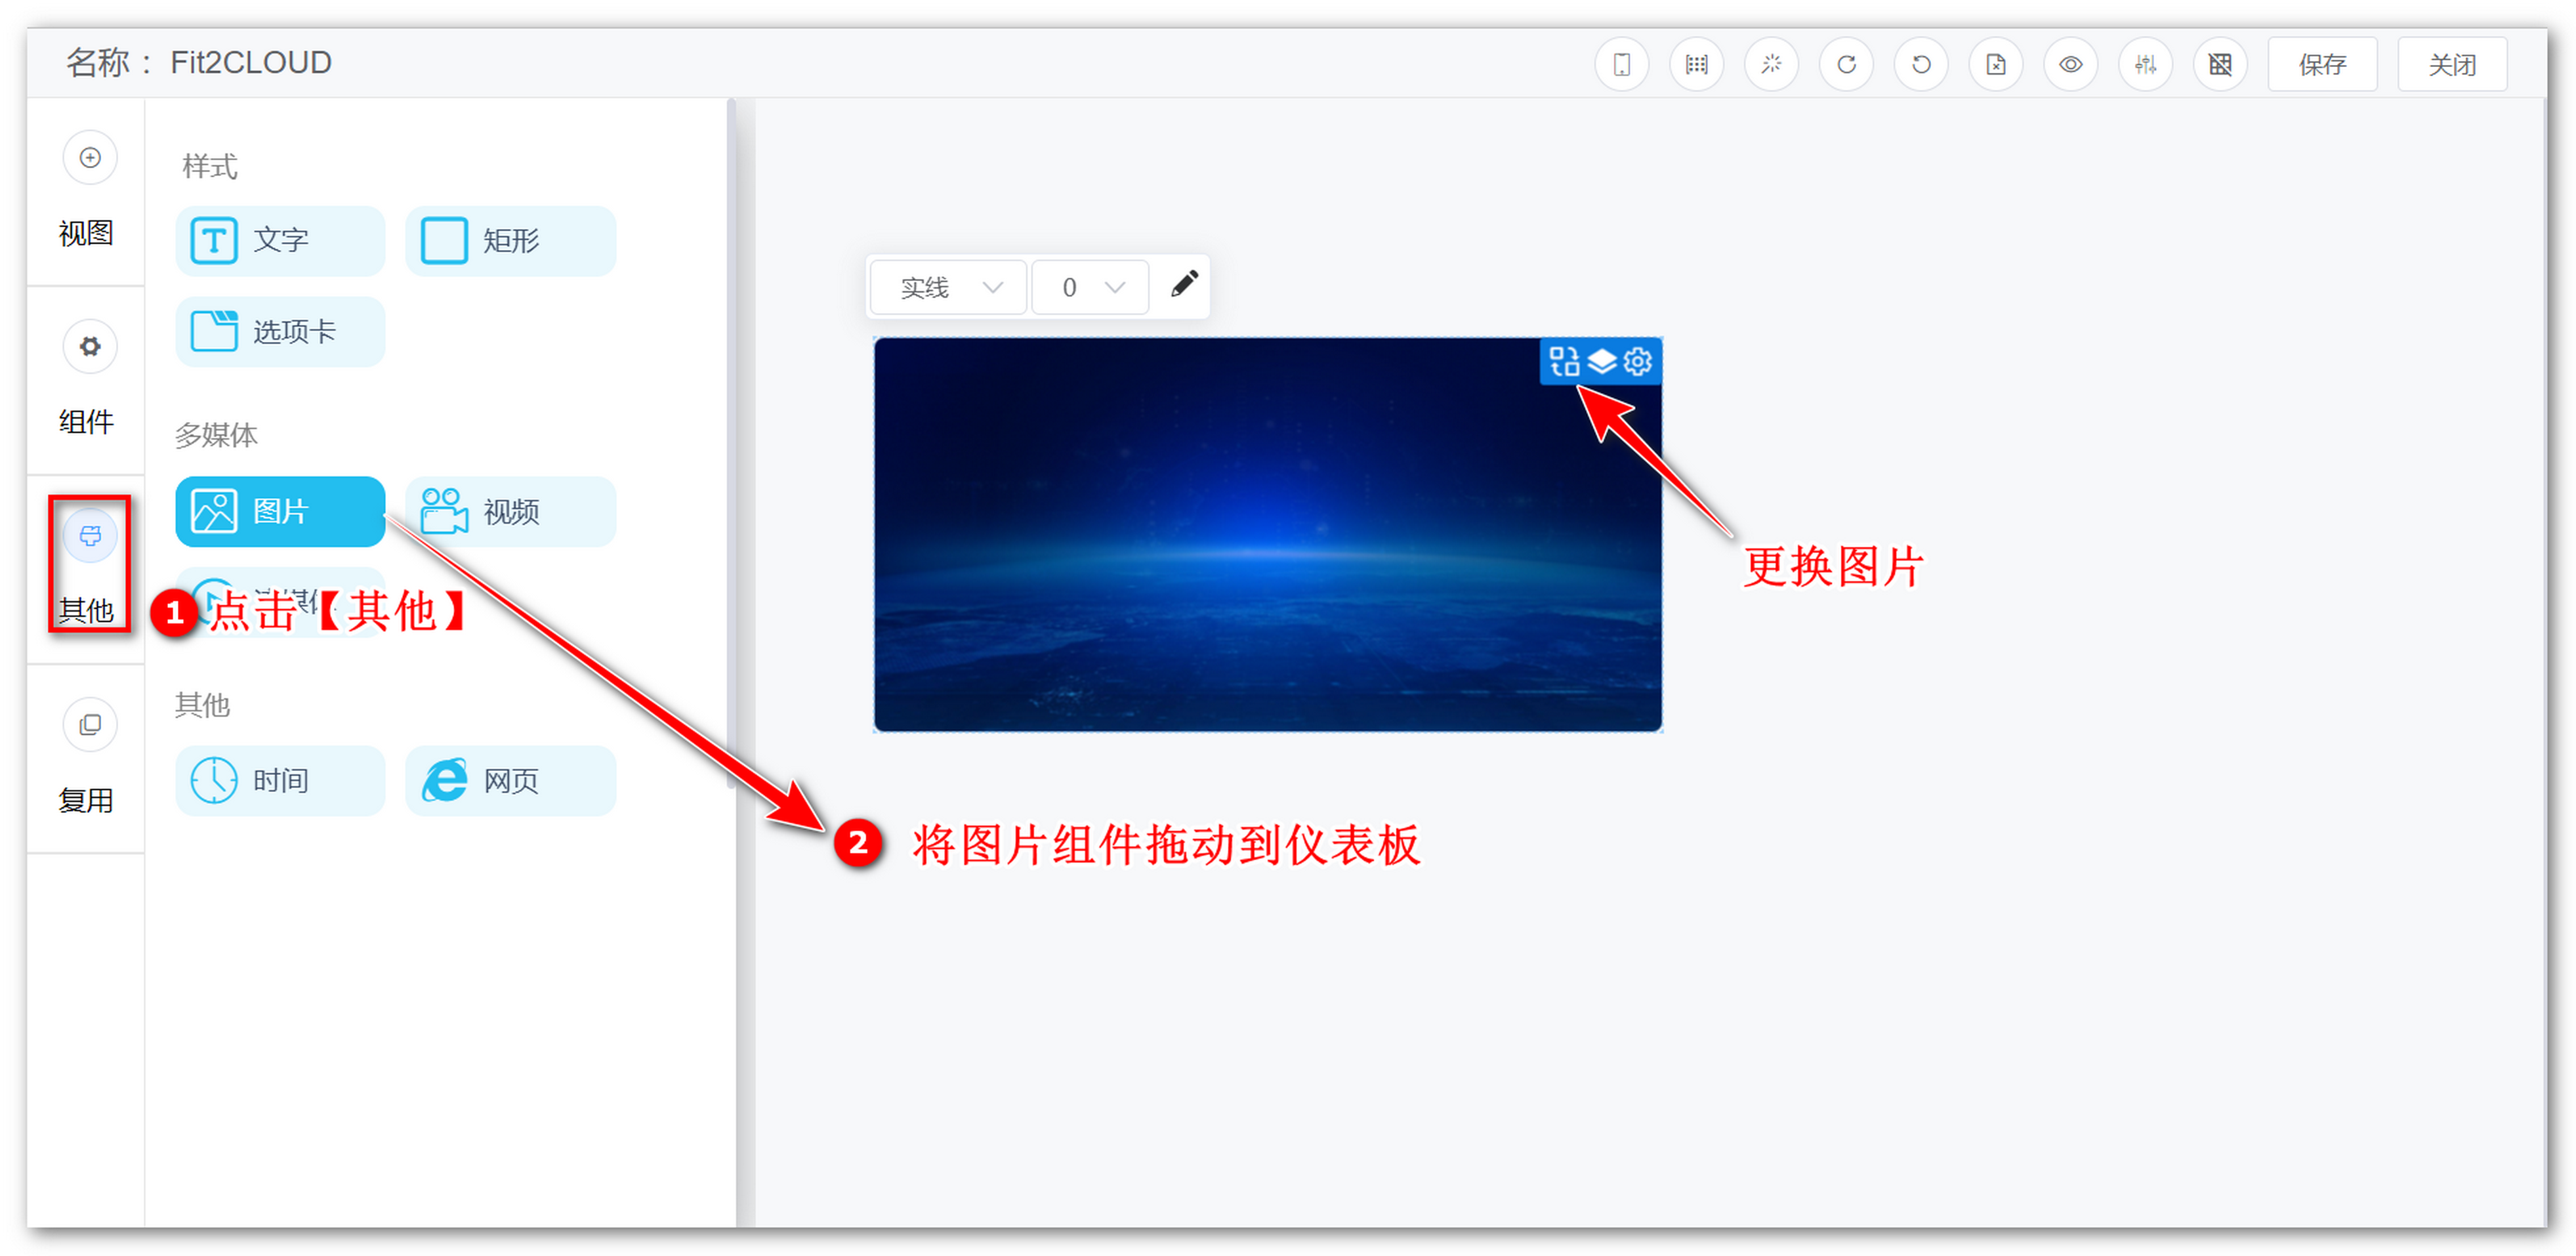 名称： Fit2CLOUD
保存
关闭
视图
组件
其他
复用
样式
文字
矩形
选项卡
多媒体
图片
视频
1 点击【其他】
其他
时间
网页
实线
0
更换图片
2 将图片组件拖动到仪表板